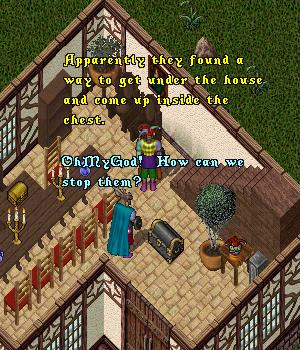 Apparently they found a
way to get under the house
and come up inside the
chest.
OhMyGod! How can we
stop them?